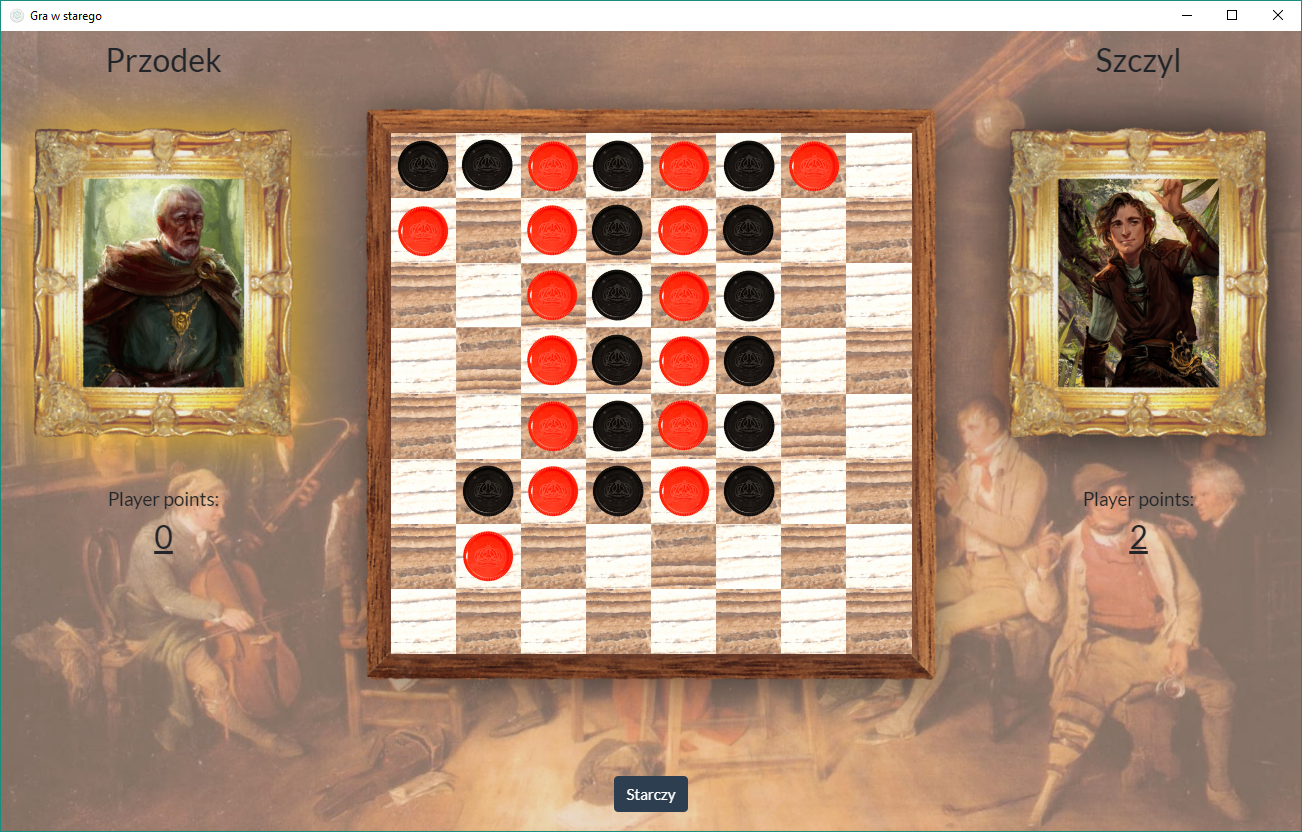 Gra w starego
Przodek
Szczyl
Player points:
0
Player points:
2
Starczy